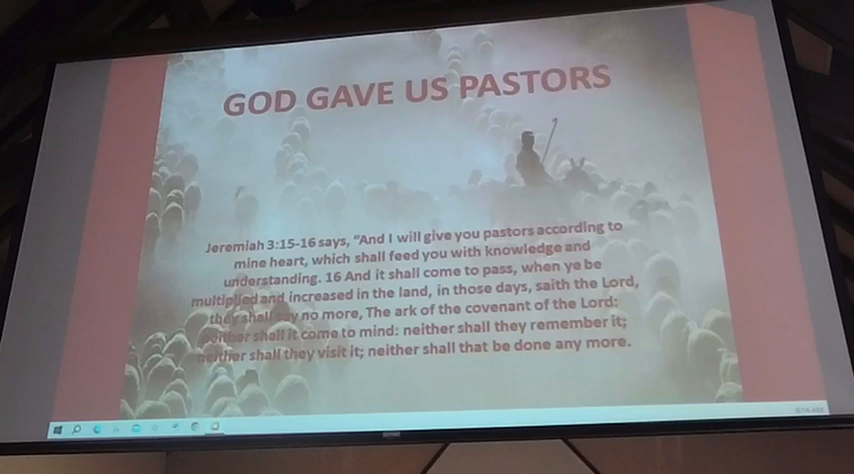 GOD GAVE US PASTORS
Jeremiah 3:15-16 says, “And I will give you pastors according to
mine heart, which shall feed you with knowledge and
understanding. 16 And it shall come to pass, when ye be
multiplied and increased in the land, in those days, saith the Lord,
they shall say no more, The ark of the covenant of the Lord:
neither shall it come to mind: neither shall they remember it;
neither shall they visit it; neither shall that be done any more.